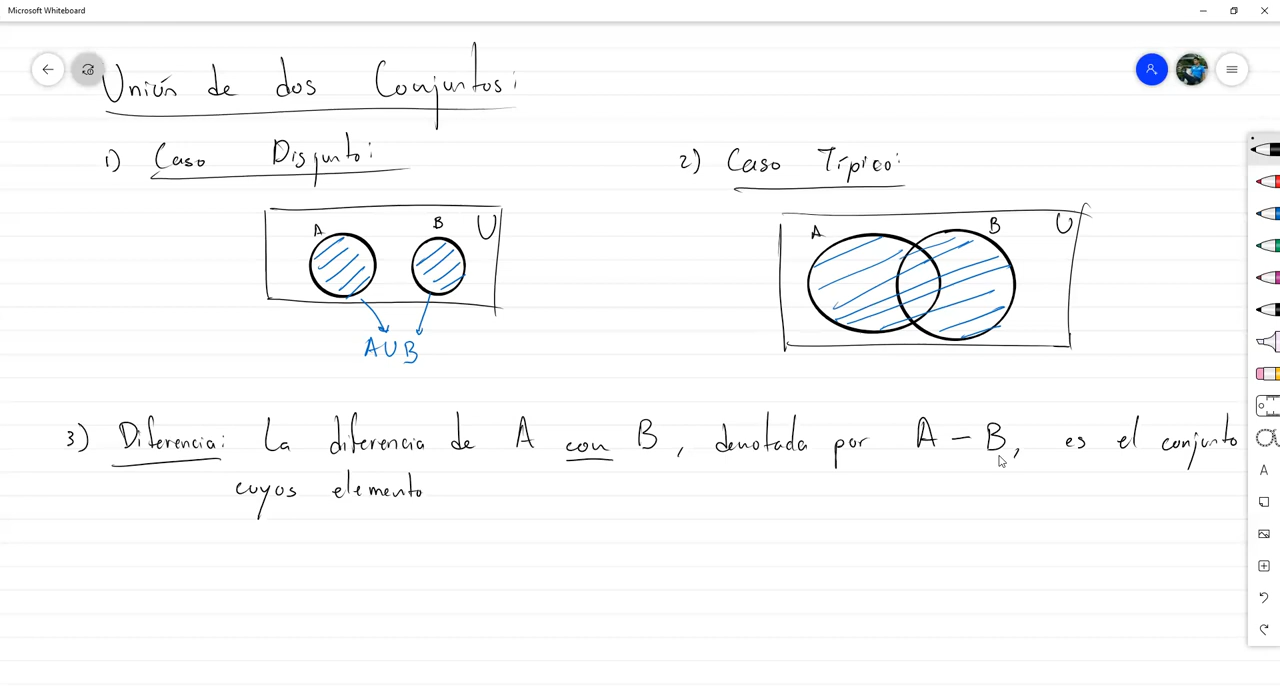 Microsoft Whiteboard
Unión de dos Conjuntos:
1) Caso Disjunto:
A B U
A U B
2) Caso Típico:
A B U
3) Diferencia: La diferencia de A con B, denotada por A − B, es el conjunto
cuyos elemento
A